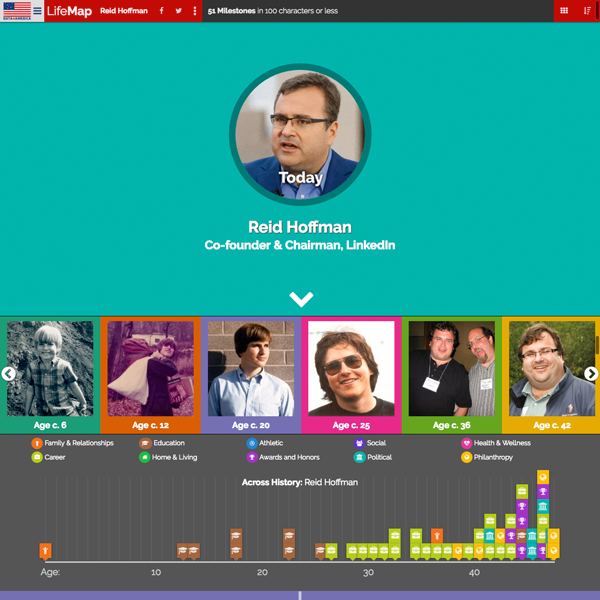 DATA4AMERICA
LifeMap Reid Hoffman 51 Milestones in 100 characters or less
Today
Reid Hoffman
Co-founder & Chairman, LinkedIn
Age c. 6 Age c. 12 Age c. 20 Age c. 25 Age c. 36 Age c. 42
Family & Relationships Education Athletic Social Health & Wellness
Career Home & Living Awards and Honors Political Philanthropy
Across History: Reid Hoffman
Age: 10 20 30 40